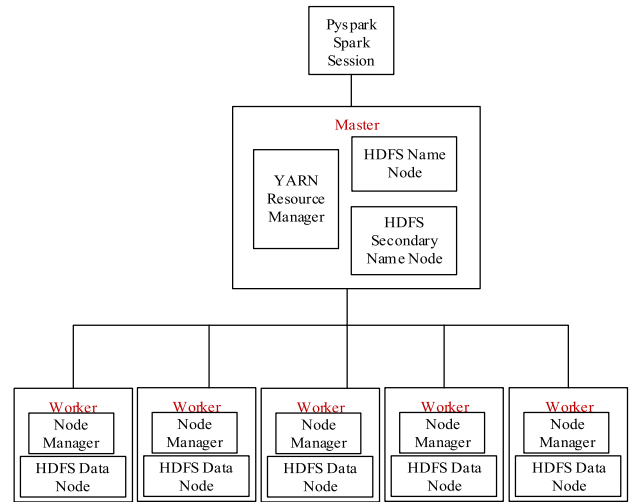 Pyspark
Spark
Session
Master
YARN
Resource
Manager
HDFS Name
Node
HDFS
Secondary
Name Node
Worker
Node
Manager
HDFS Data
Node
Worker
Node
Manager
HDFS Data
Node
Worker
Node
Manager
HDFS Data
Node
Worker
Node
Manager
HDFS Data
Node
Worker
Node
Manager
HDFS Data
Node